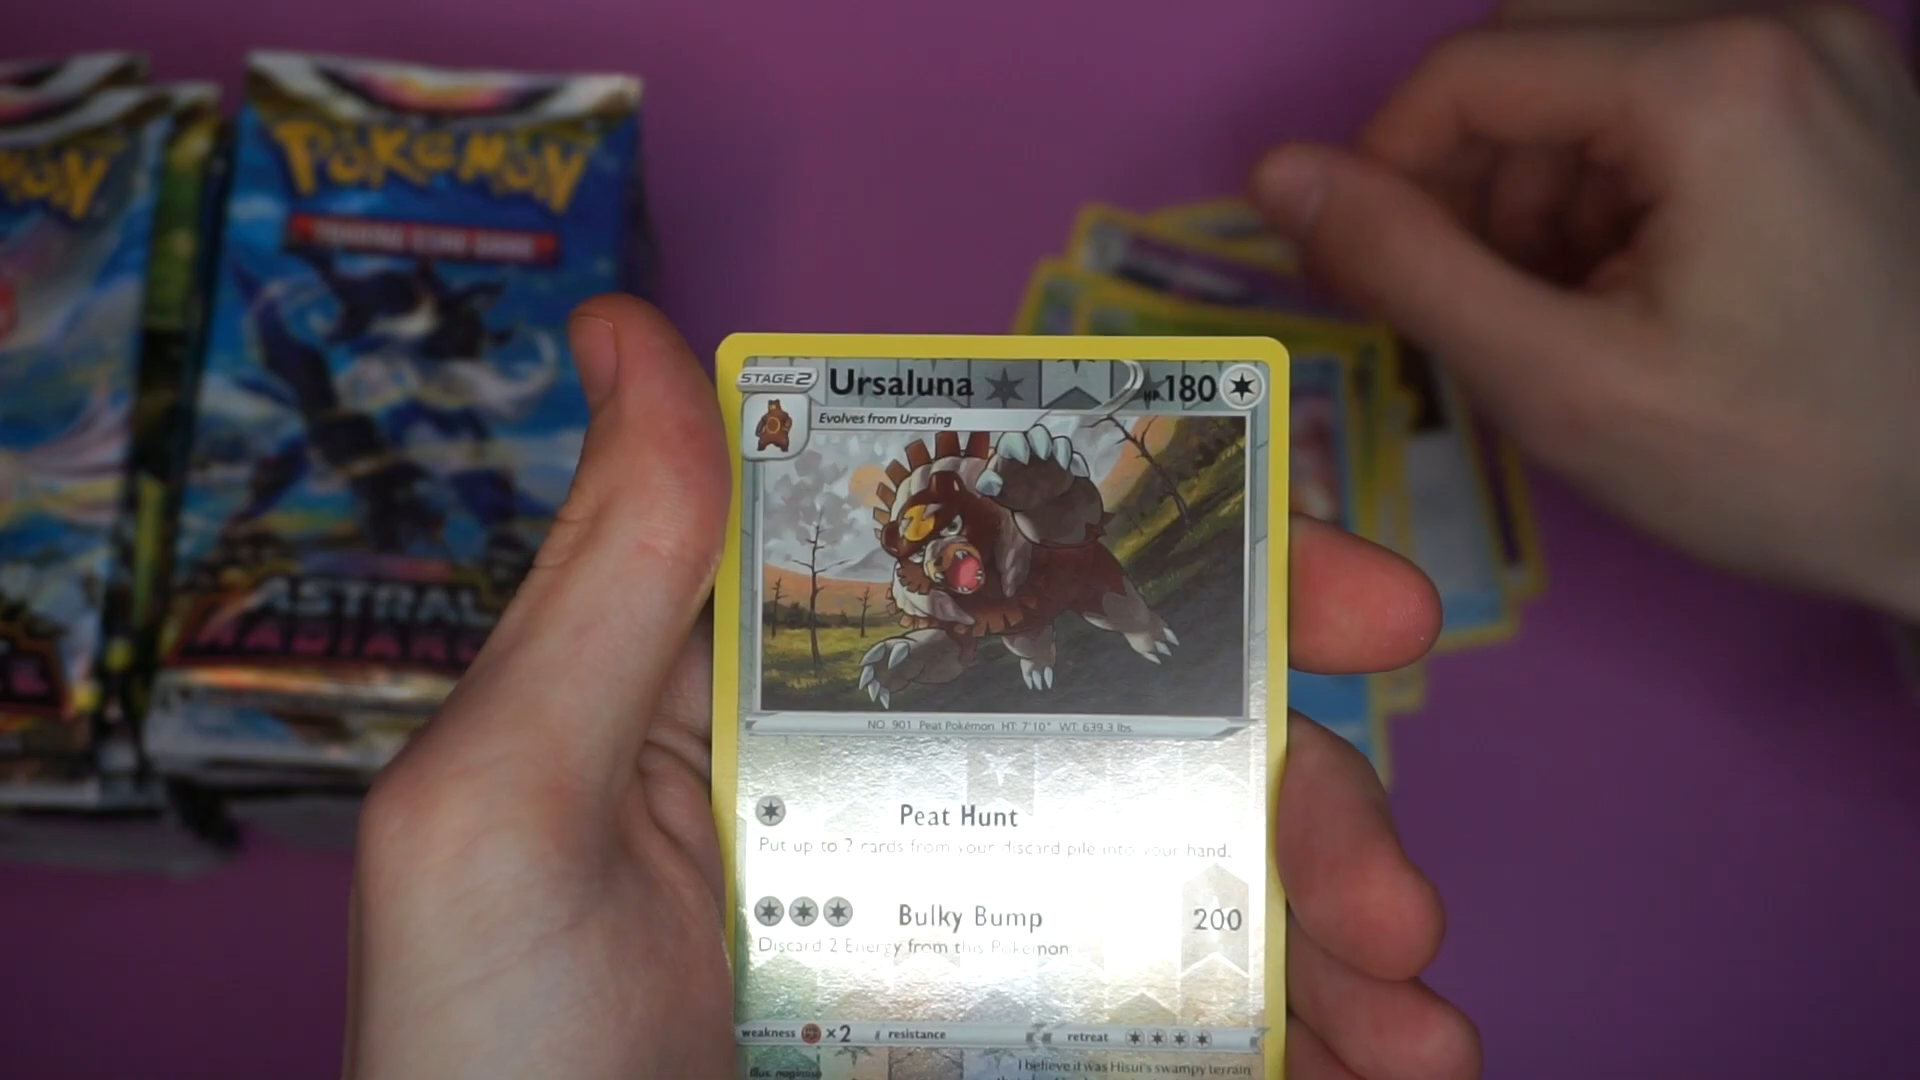 POKéMON
TRADING CARD GAME
ASTRAL
STAGE 2 Ursaluna HP 180
Evolves from Ursaring
NO. 901 Peat Pokémon HT: 7'10" WT: 639.3 lbs.
Peat Hunt
Put up to 2 cards from your discard pile into your hand.
Bulky Bump 200
Discard 2 Energy from this Pokémon
weakness ×2 resistance retreat
I believe it was Hisui's swampy terrain